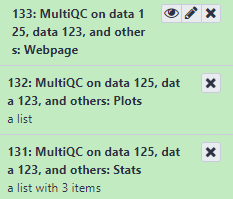 133: MultiQC on data 1
25, data 123, and other
s: Webpage
132: MultiQC on data 125, dat
a 123, and others: Plots
a list
131: MultiQC on data 125, dat
a 123, and others: Stats
a list with 3 items